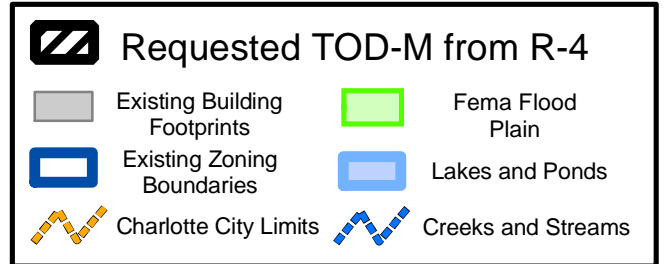 Requested TOD-M from R-4
Existing Building
Footprints
Fema Flood
Plain
Existing Zoning
Boundaries
Lakes and Ponds
Charlotte City Limits
Creeks and Streams